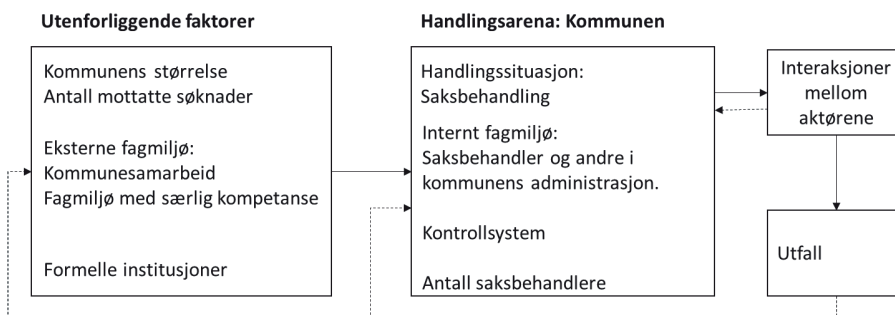 Utenforliggende faktorer
Kommunens størrelse
Antall mottatte søknader
Eksterne fagmiljø:
Kommunesamarbeid
Fagmiljø med særlig kompetanse
Formelle institusjoner
Handlingsarena: Kommunen
Handlingssituasjon:
Saksbehandling
Internt fagmiljø:
Saksbehandler og andre i
kommunens administrasjon.
Kontrollsystem
Antall saksbehandlere
Interaksjoner
mellom
aktørene
Utfall